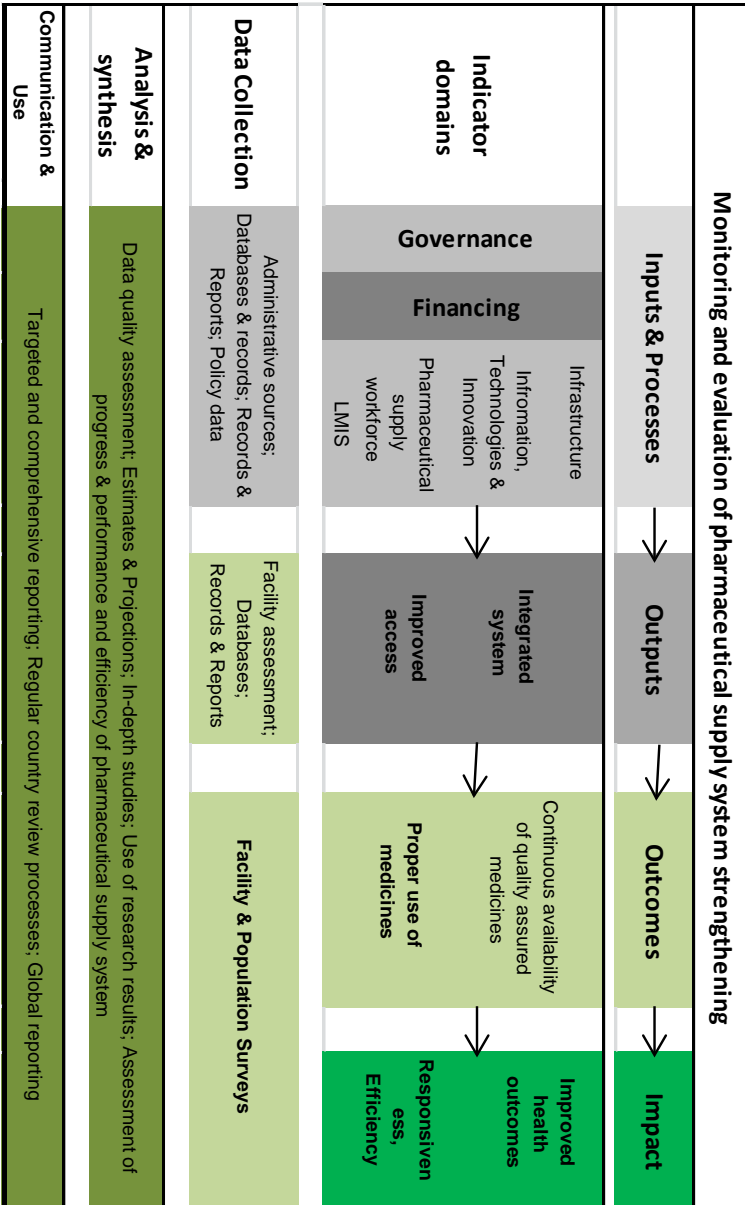 Monitoring and evaluation of pharmaceutical supply system strengthening
Inputs & Processes
Outputs
Outcomes
Impact
Indicator
domains
Governance
Financing
Infrastructure
Infromation,
Technologies &
Innovation
Pharmaceutical
supply
workforce
LMIS
Integrated
system
Improved
access
Continuous availability
of quality assured
medicines
Proper use of
medicines
Improved
health
outcomes
Responsiven
ess,
Efficiency
Data Collection
Administrative sources;
Databases & records; Records &
Reports; Policy data
Facility assessment;
Databases;
Records & Reports
Facility & Population Surveys
Analysis &
synthesis
Data quality assessment; Estimates & Projections; In-depth studies; Use of research results; Assessment of
progress & performance and efficiency of pharmaceutical supply system
Communication &
Use
Targeted and comprehensive reporting; Regular country review processes; Global reporting